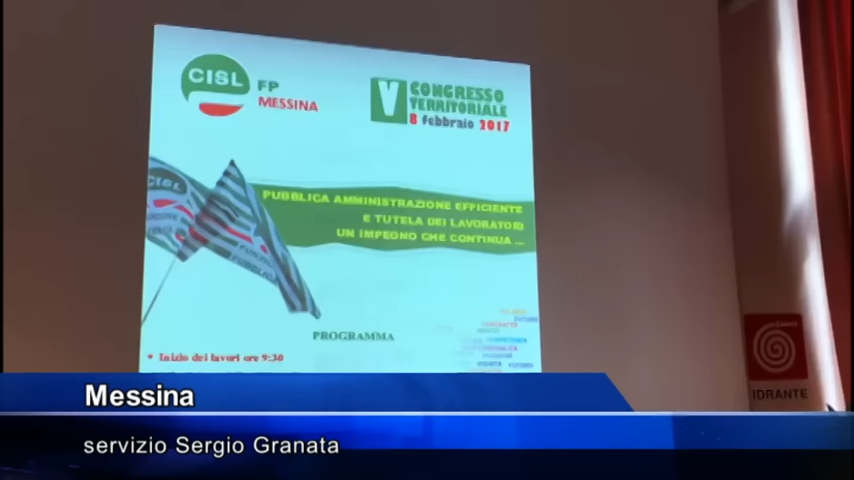 CISL
FP
MESSINA
V CONGRESSO
TERRITORIALE
8 febbraio 2017
CISL
PUBBLICA AMMINISTRAZIONE EFFICIENTE
E TUTELA DEI LAVORATORI
UN IMPEGNO CHE CONTINUA ...
PROGRAMMA
* Inizio dei lavori ore 9:30
IDRANTE
Messina
servizio Sergio Granata